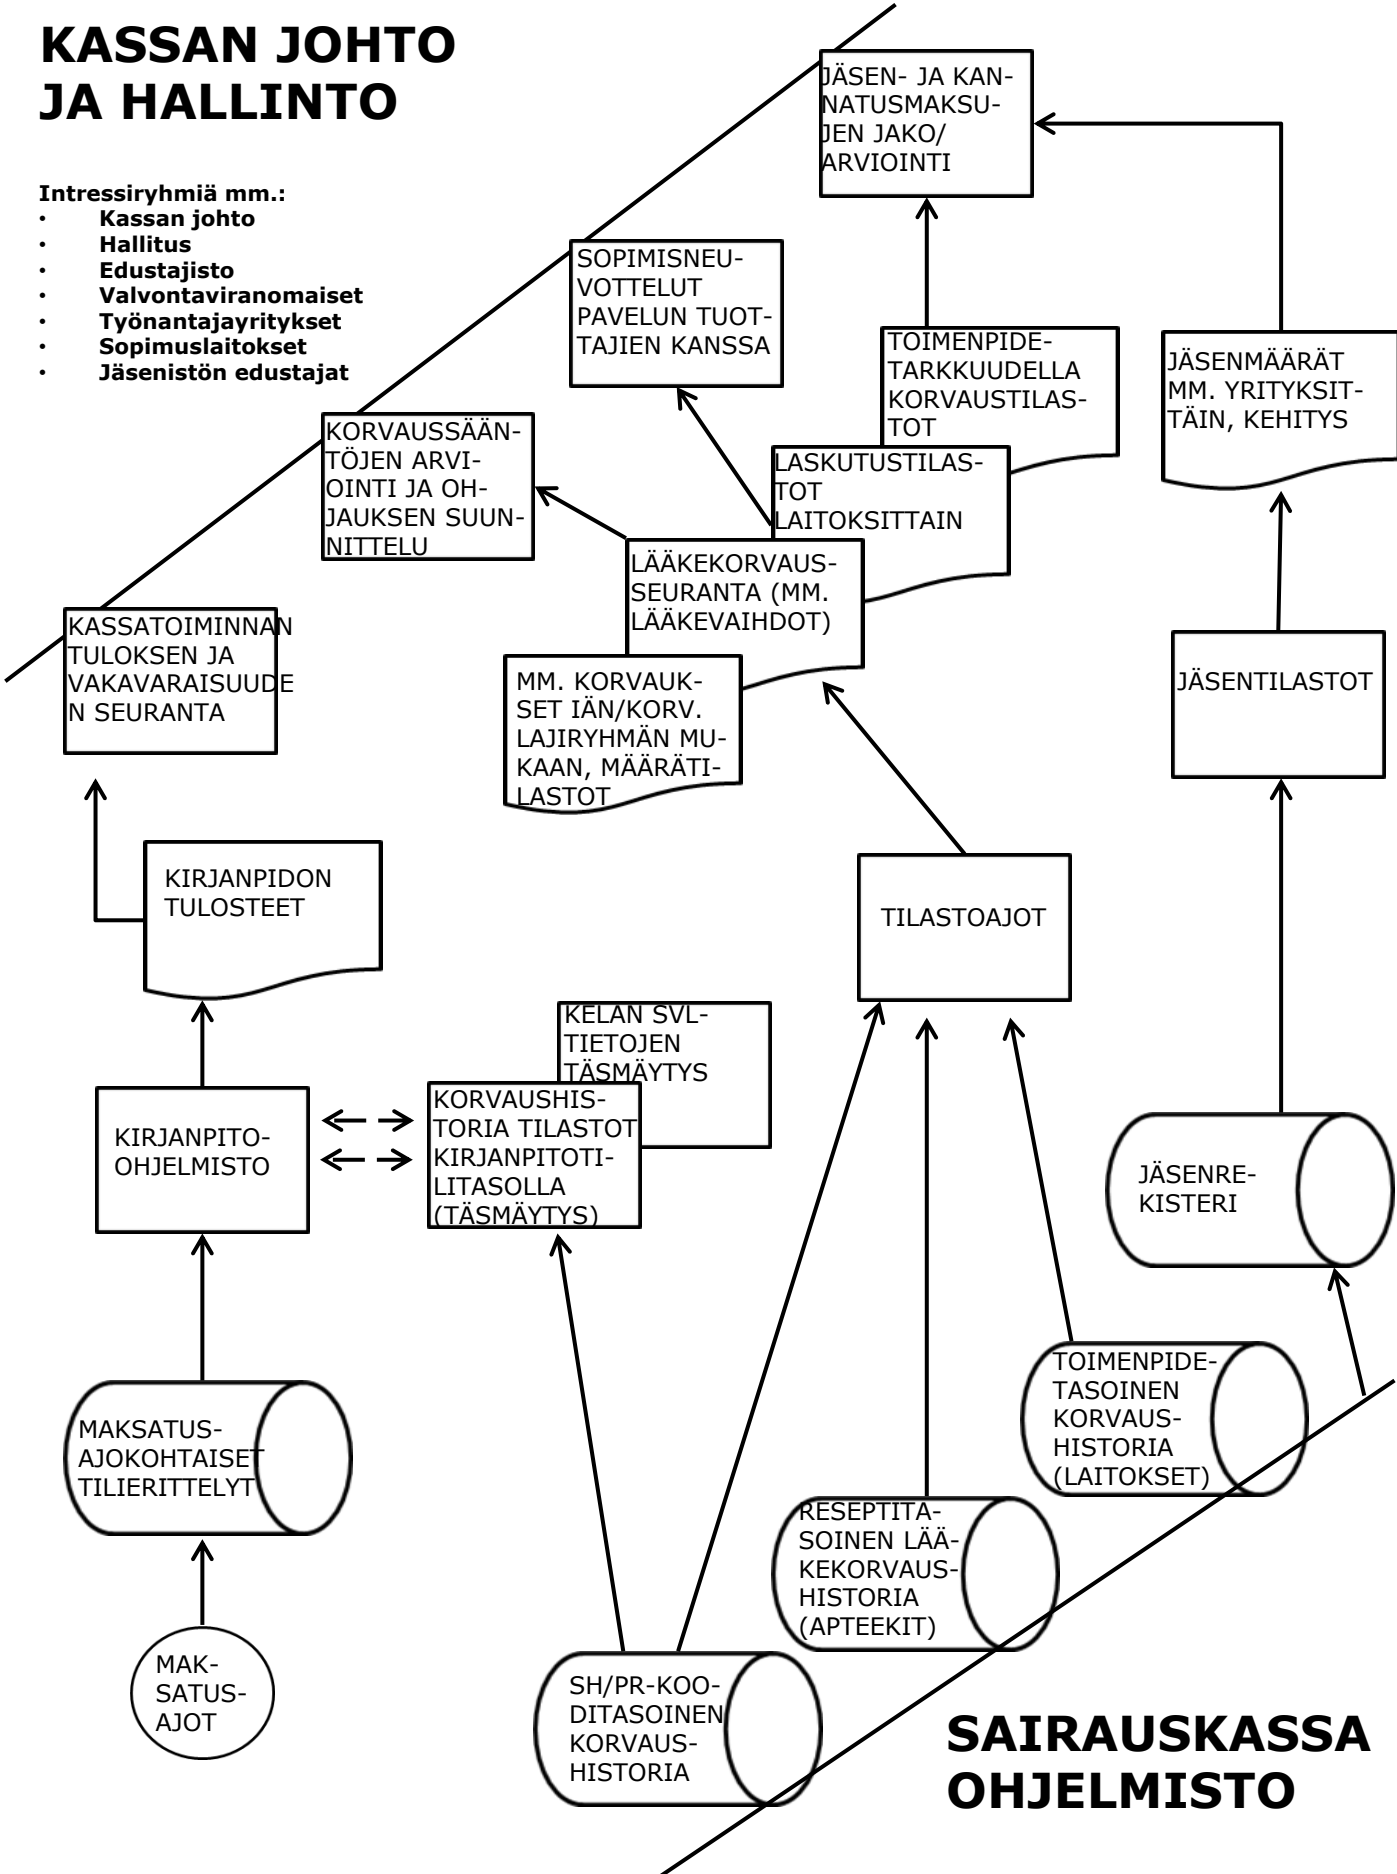 KASSAN JOHTO
JA HALLINTO
Intressiryhmiä mm.:
• Kassan johto
• Hallitus
• Edustajisto
• Valvontaviranomaiset
• Työnantajayritykset
• Sopimuslaitokset
• Jäsenistön edustajat
JÄSEN- JA KAN-
NATUSMAKSU-
JEN JAKO/
ARVIOINTI
SOPIMISNEU-
VOTTELUT
PAVELUN TUOT-
TAJIEN KANSSA
TOIMENPIDE-
TARKKUUDELLA
KORVAUSTILAS-
TOT
JÄSENMÄÄRÄT
MM. YRITYKSIT-
TÄIN, KEHITYS
KORVAUSSÄÄN-
TÖJEN ARVI-
OINTI JA OH-
JAUKSEN SUUN-
NITTELU
LASKUTUSTILAS-
TOT
LAITOKSITTAIN
LÄÄKEKORVAUS-
SEURANTA (MM.
LÄÄKEVAIHDOT)
KASSATOIMINNAN
TULOKSEN JA
VAKAVARAISUUDE
N SEURANTA
MM. KORVAUK-
SET IÄN/KORV.
LAJIRYHMÄN MU-
KAAN, MÄÄRÄTI-
LASTOT
JÄSENTILASTOT
KIRJANPIDON
TULOSTEET
TILASTOAJOT
KELAN SVL-
TIETOJEN
TÄSMÄYTYS
KIRJANPITO-
OHJELMISTO
KORVAUSHIS-
TORIA TILASTOT
KIRJANPITOTI-
LITASOLLA
(TÄSMÄYTYS)
JÄSENRE-
KISTERI
MAKSATUS-
AJOKOHTAISET
TILIERITTELYT
TOIMENPIDE-
TASOINEN
KORVAUS-
HISTORIA
(LAITOKSET)
RESEPTITA-
SOINEN LÄÄ-
KEKORVAUS-
HISTORIA
(APTEEKIT)
MAK-
SATUS-
AJOT
SH/PR-KOO-
DITASOINEN
KORVAUS-
HISTORIA
SAIRAUSKASSA
OHJELMISTO